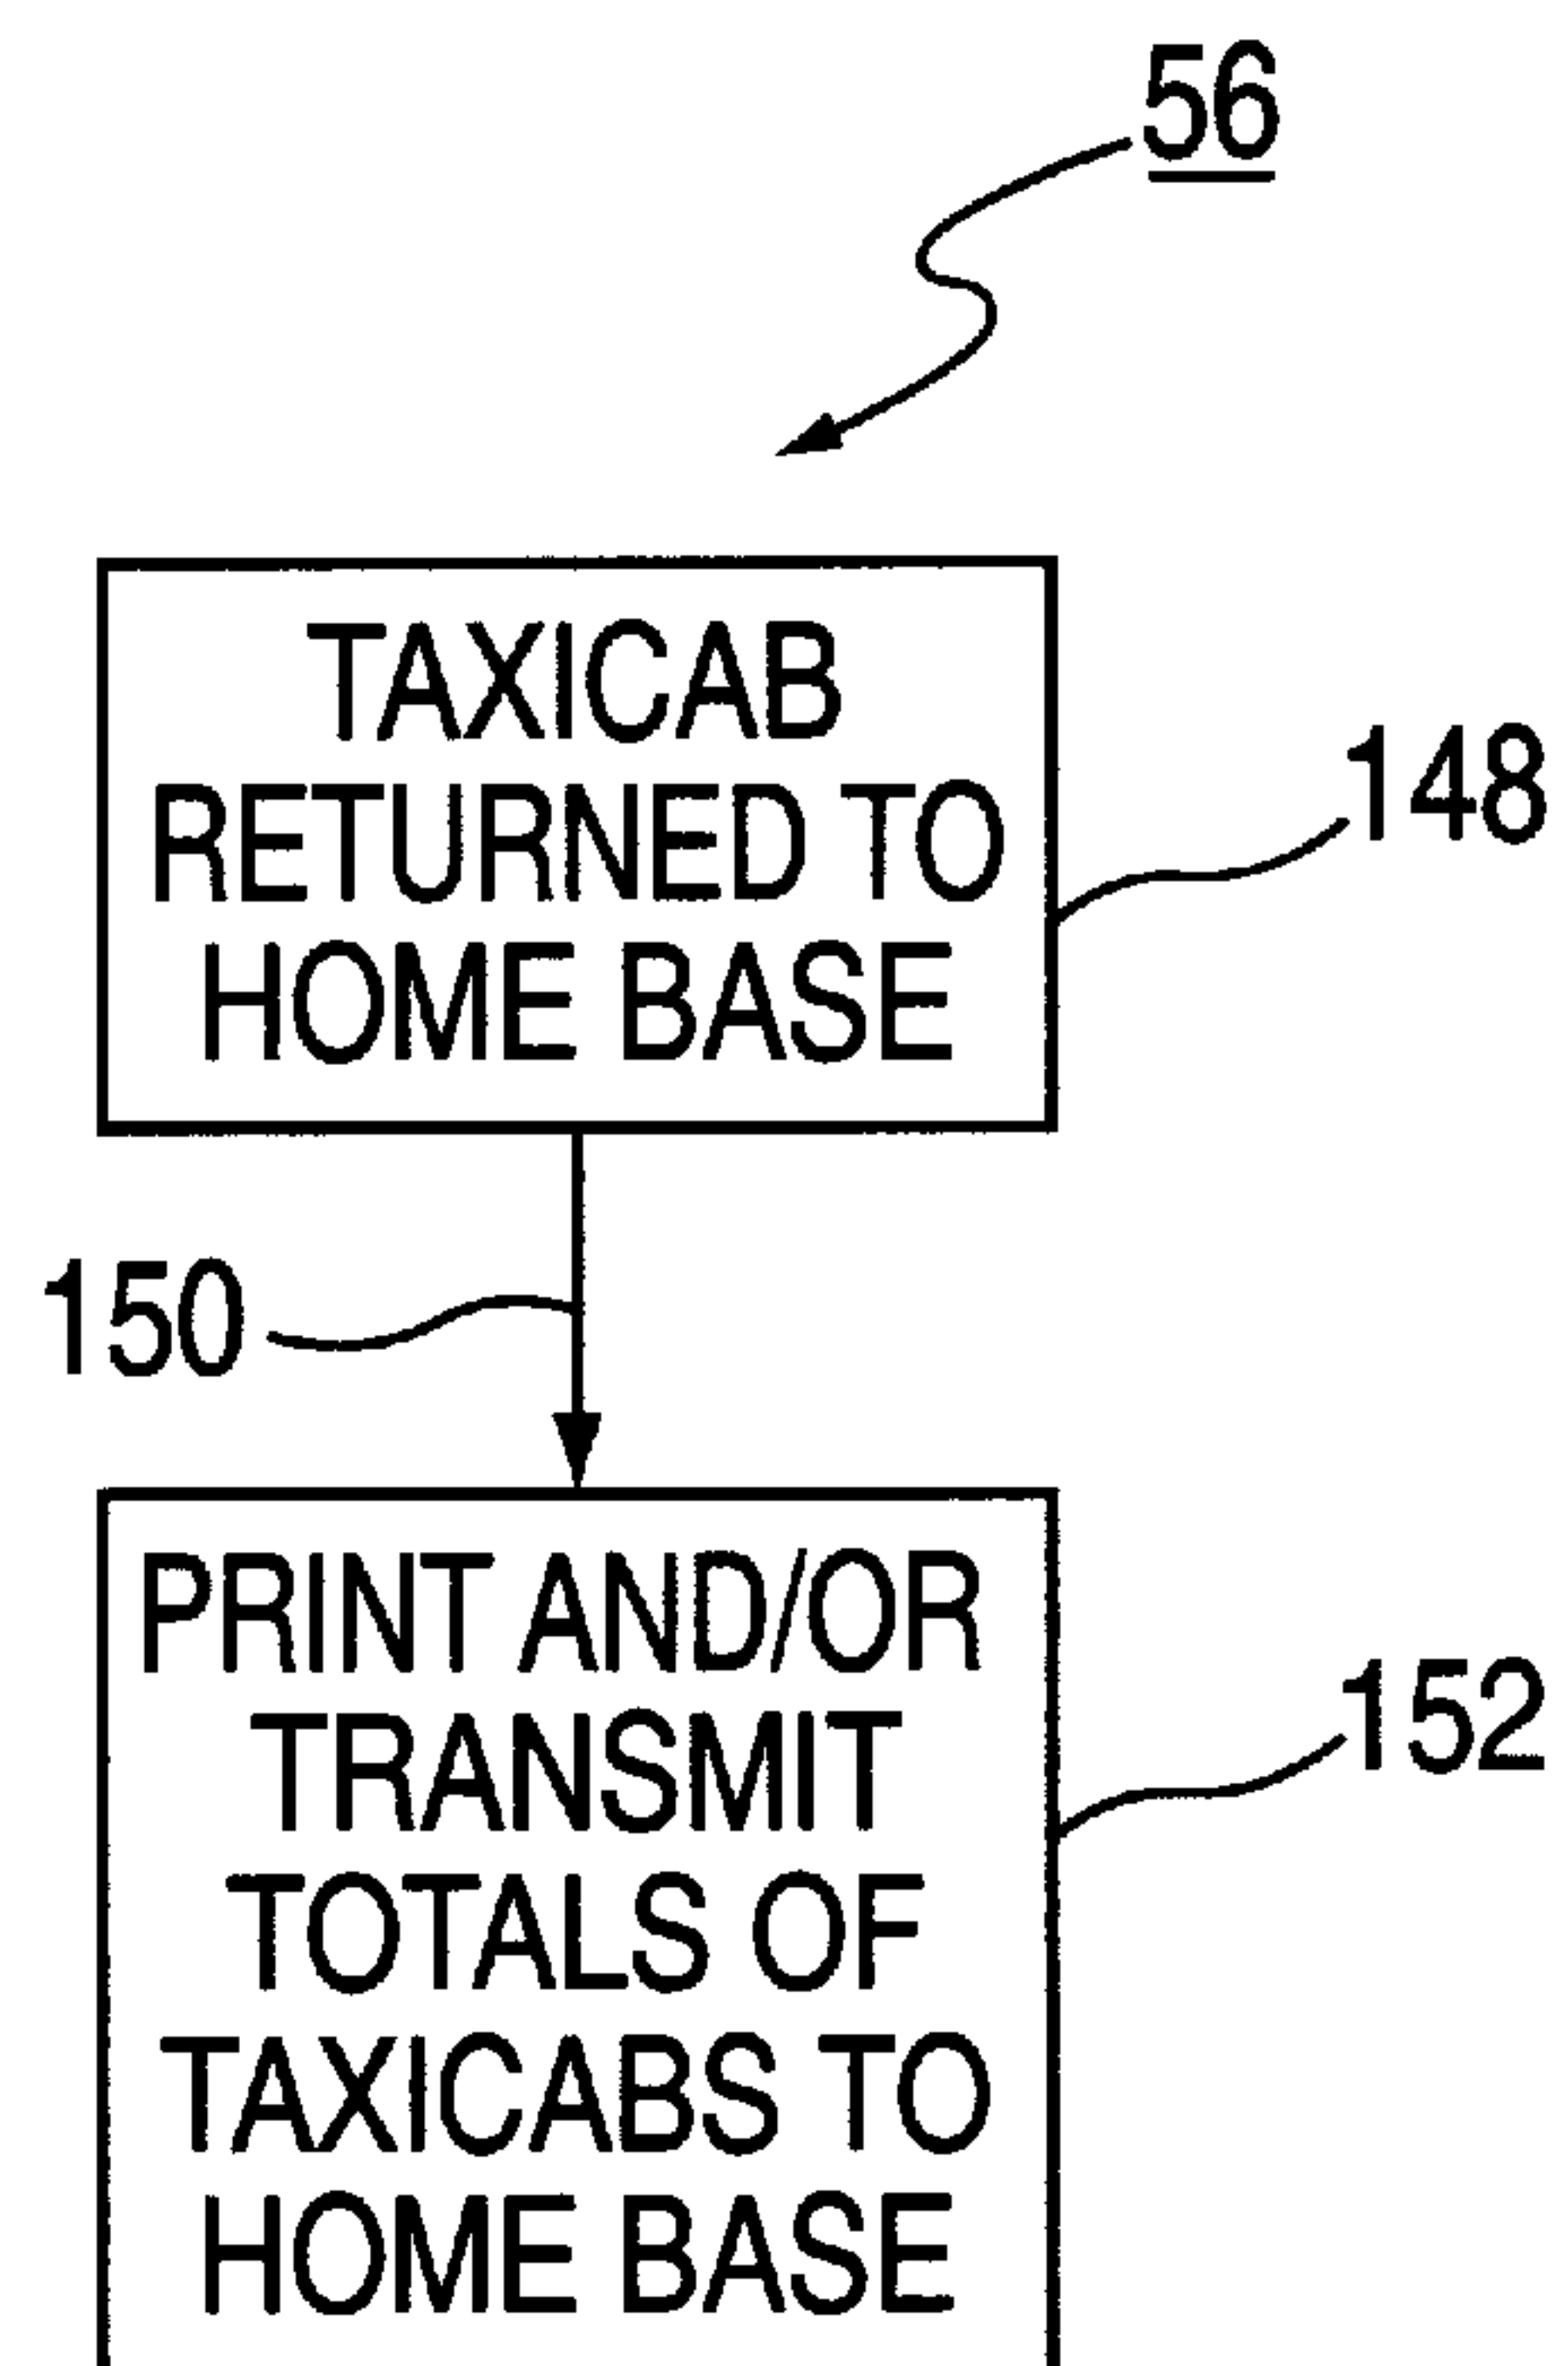 56
TAXICAB
RETURNED TO
HOME BASE
148
150
PRINT AND/OR
TRANSMIT
TOTALS OF
TAXICABS TO
HOME BASE
152